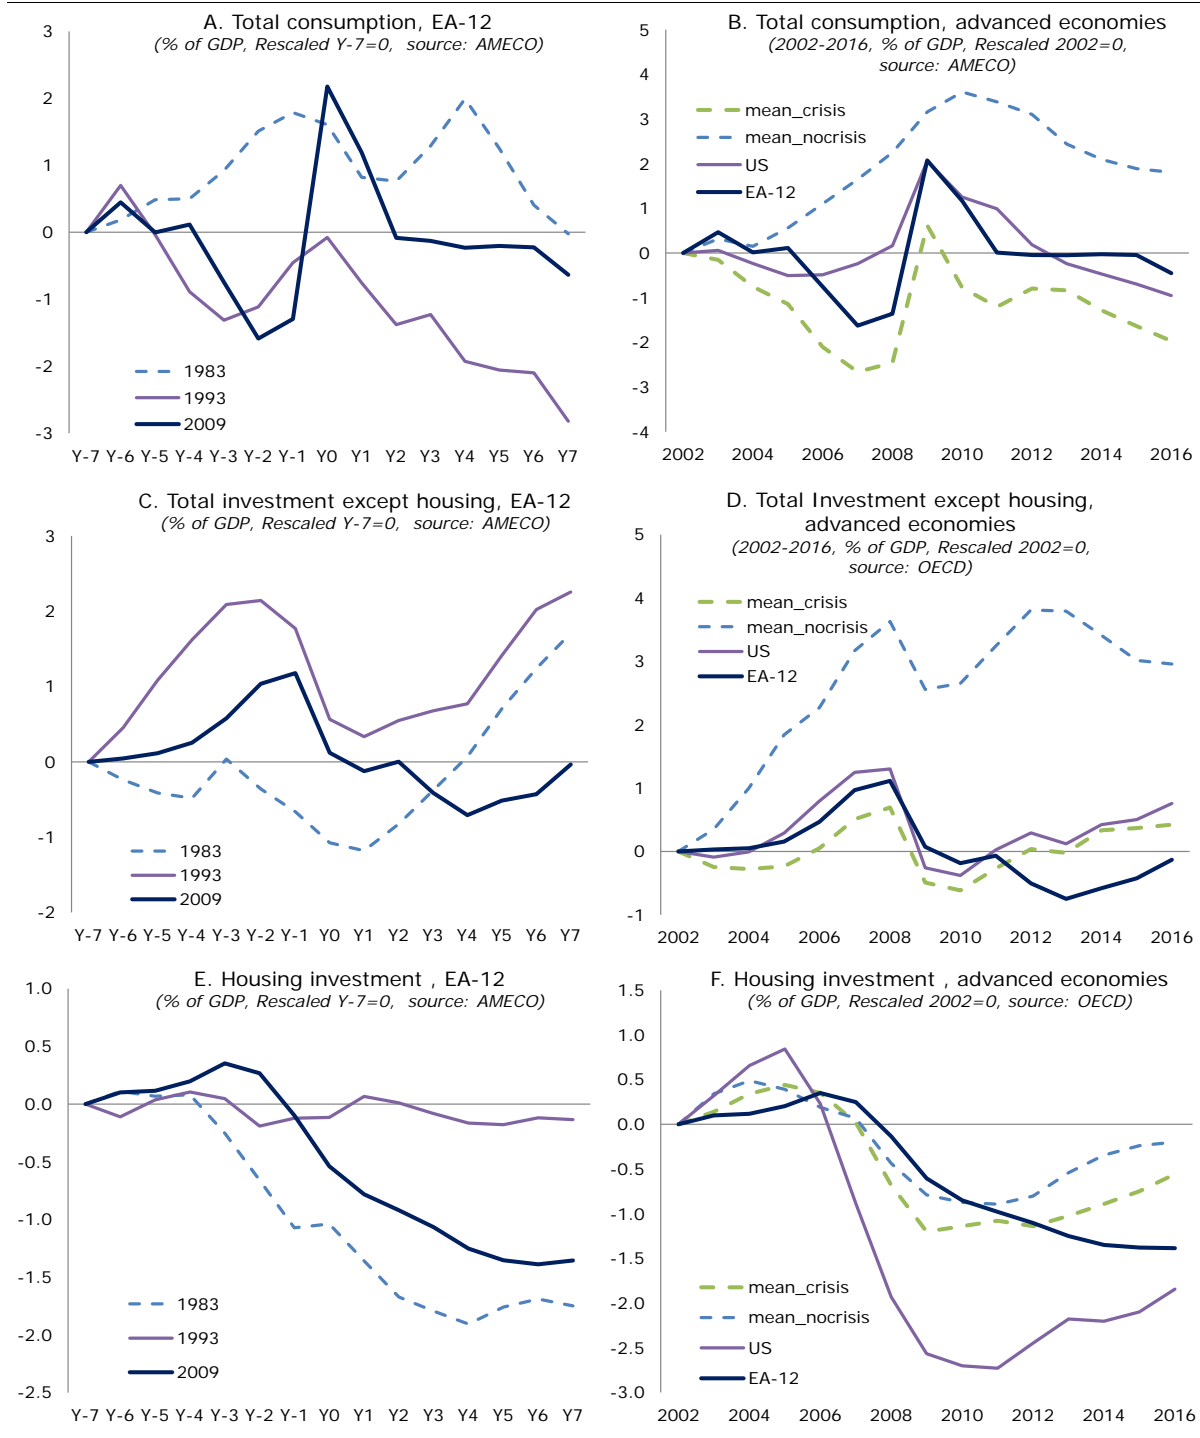 A. Total consumption, EA-12
(% of GDP, Rescaled Y-7=0, source: AMECO)
3
2
1
0
-1
-2
-3
1983
1993
2009
Y-7 Y-6 Y-5 Y-4 Y-3 Y-2 Y-1 Y0 Y1 Y2 Y3 Y4 Y5 Y6 Y7
B. Total consumption, advanced economies
(2002-2016, % of GDP, Rescaled 2002=0,
source: AMECO)
5
4
3
2
1
0
-1
-2
-3
-4
mean_crisis
mean_nocrisis
US
EA-12
2002 2004 2006 2008 2010 2012 2014 2016
C. Total investment except housing, EA-12
(% of GDP, Rescaled Y-7=0, source: AMECO)
3
2
1
0
-1
-2
1983
1993
2009
Y-7 Y-6 Y-5 Y-4 Y-3 Y-2 Y-1 Y0 Y1 Y2 Y3 Y4 Y5 Y6 Y7
D. Total Investment except housing,
advanced economies
(2002-2016, % of GDP, Rescaled 2002=0,
source: OECD)
5
4
3
2
1
0
-1
mean_crisis
mean_nocrisis
US
EA-12
2002 2004 2006 2008 2010 2012 2014 2016
E. Housing investment , EA-12
(% of GDP, Rescaled Y-7=0, source: AMECO)
1.0
0.5
0.0
-0.5
-1.0
-1.5
-2.0
-2.5
1983
1993
2009
Y-7 Y-6 Y-5 Y-4 Y-3 Y-2 Y-1 Y0 Y1 Y2 Y3 Y4 Y5 Y6 Y7
F. Housing investment , advanced economies
(% of GDP, Rescaled 2002=0, source: OECD)
1.5
1.0
0.5
0.0
-0.5
-1.0
-1.5
-2.0
-2.5
-3.0
mean_crisis
mean_nocrisis
US
EA-12
2002 2004 2006 2008 2010 2012 2014 2016